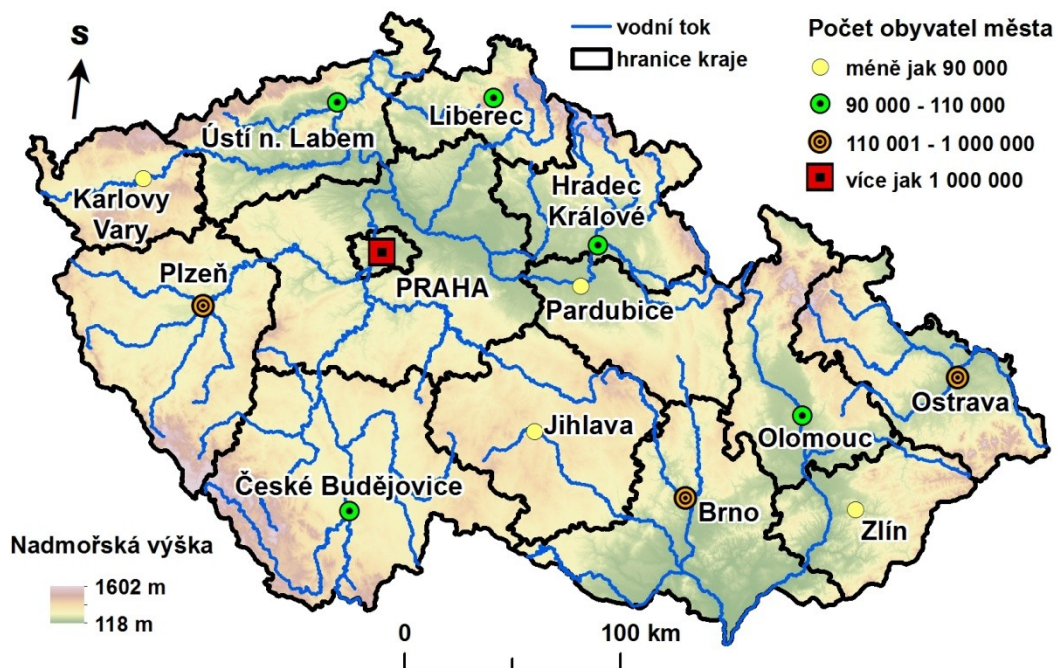 S
vodní tok
hranice kraje
Počet obyvatel města
méně jak 90 000
90 000 - 110 000
110 001 - 1 000 000
více jak 1 000 000
Ústí n. Labem
Liberec
Karlovy
Vary
Hradec
Králové
Plzeň
PRAHA
Pardubice
Jihlava
Olomouc
Ostrava
České Budějovice
Brno
Zlín
Nadmořská výška
1602 m
118 m
0 100 km